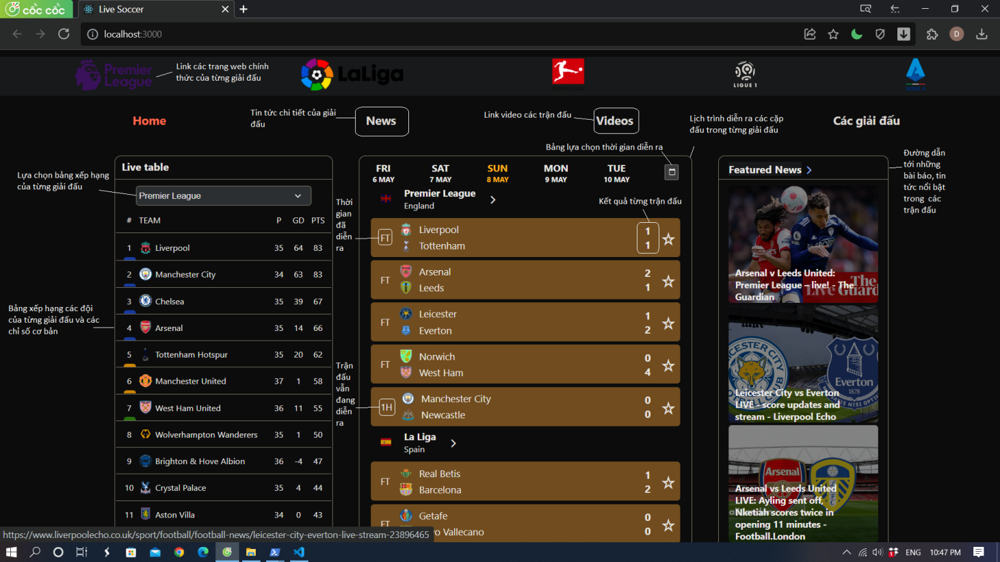 cốc cốc
Live Soccer
localhost:3000
D
Premier
League
Link các trang web chính
thức của từng giải đấu
LaLiga
LIGUE 1
SERIE A
Home
Tin tức chi tiết của giải
đấu
News
Link video các trận đấu
Videos
Lịch trình diễn ra các cặp
đấu trong từng giải đấu
Các giải đấu
Bảng lựa chọn thời gian diễn ra
Lựa chọn bảng xếp hạng
của từng giải đấu
Bảng xếp hạng các đội
của từng giải đấu và các
chỉ số cơ bản
Live table
Premier League
# TEAM P GD PTS
1 Liverpool 35 64 83
2 Manchester City 34 63 83
3 Chelsea 35 39 67
4 Arsenal 35 14 66
5 Tottenham Hotspur 35 20 62
6 Manchester United 37 1 58
7 West Ham United 36 11 55
8 Wolverhampton Wanderers 35 1 50
9 Brighton & Hove Albion 36 -4 47
10 Crystal Palace 35 4 44
11 Aston Villa 34 0 43
Thời
gian
đã
diễn
ra
Trận
đấu
vẫn
đang
diễn
ra
FRI SAT SUN MON TUE
6 MAY 7 MAY 8 MAY 9 MAY 10 MAY
Premier League
England
Kết quả từng trận đấu
FT
Liverpool 1
Tottenham 1
FT
Arsenal 2
Leeds 1
FT
Leicester 1
Everton 2
FT
Norwich 0
West Ham 4
1H
Manchester City 0
Newcastle 0
La Liga
Spain
FT
Real Betis 1
Barcelona 2
FT
Getafe 0
Vallecano 0
Featured News
Đường dẫn
tới những
bài báo, tin
tức nổi bật
trong các
trận đấu
Arsenal v Leeds United:
Premier League – live! - The
Guardian
Leicester City vs Everton
LIVE - score updates and
stream - Liverpool Echo
Arsenal vs Leeds United
LIVE: Ayling sent off,
Nketiah scores twice in
opening 11 minutes -
Football.London
The
Live Guar
LEICESTER CITY
Everton
1878
Arsenal
https://www.liverpoolecho.co.uk/sport/football/football-news/leicester-city-everton-live-stream-23896465
ENG 10:47 PM